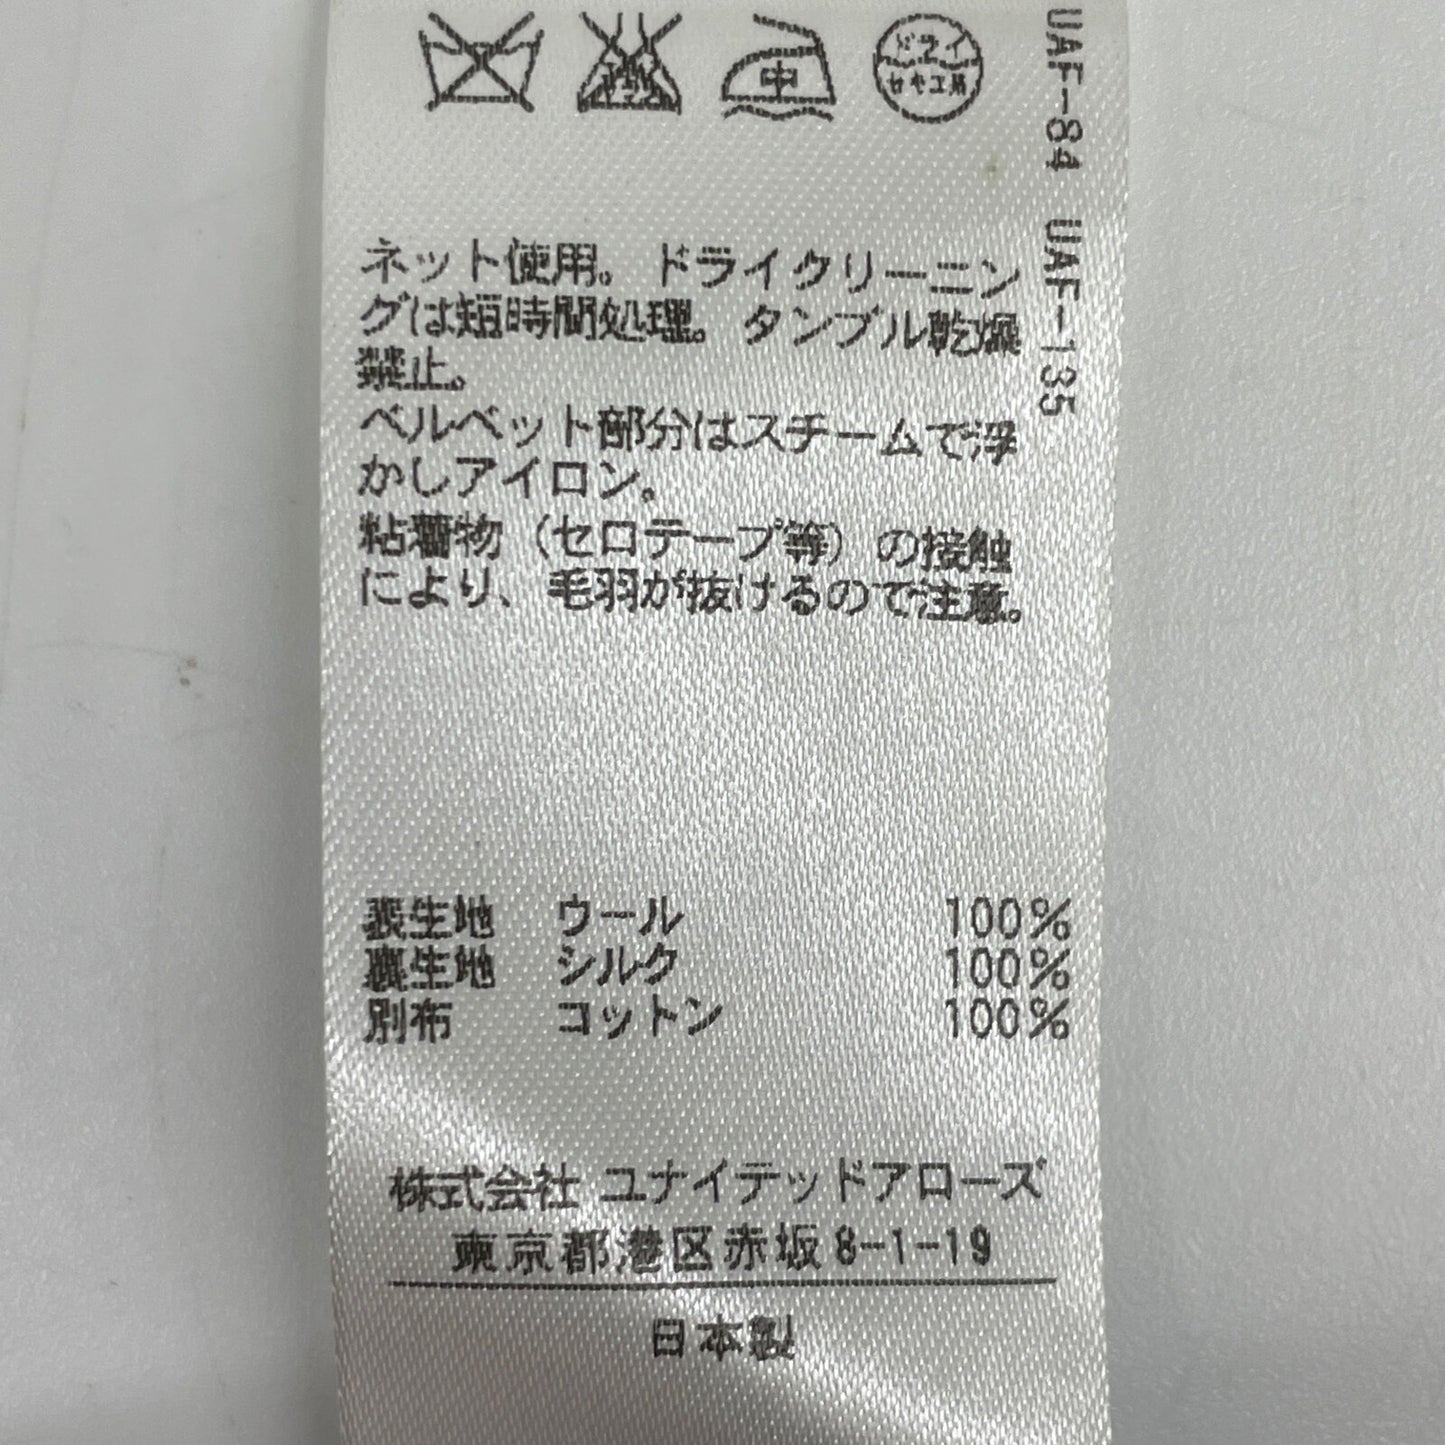 中
ドライ
セキユ系
UAF-84 UAF-135
ネット使用。ドライクリーニン
グは短時間処理。タンブル乾燥
禁止。
ベルベット部分はスチームで浮
かしアイロン。
粘着物（セロテープ等）の接触
により、毛羽が抜けるので注意。
表生地 ウール 100%
裏生地 シルク 100%
別布 コットン 100%
株式会社 ユナイテッドアローズ
東京都港区赤坂8-1-19
日本製